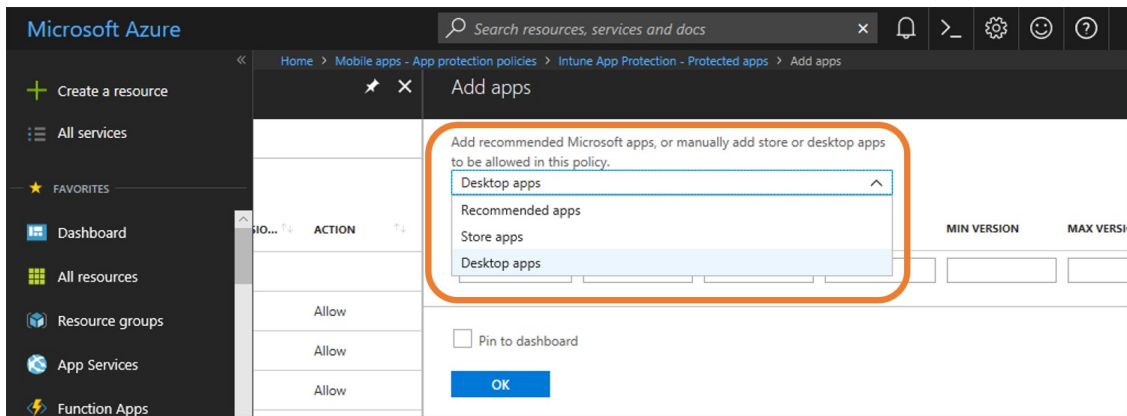 Microsoft Azure
Search resources, services and docs
Home > Mobile apps - App protection policies > Intune App Protection - Protected apps > Add apps
Create a resource
All services
FAVORITES
Dashboard
All resources
Resource groups
App Services
Function Apps
SIO... ACTION
Allow
Allow
Allow
Add apps
Add recommended Microsoft apps, or manually add store or desktop apps
to be allowed in this policy.
Desktop apps
Recommended apps
Store apps
Desktop apps
MIN VERSION MAX VERSI
Pin to dashboard
OK